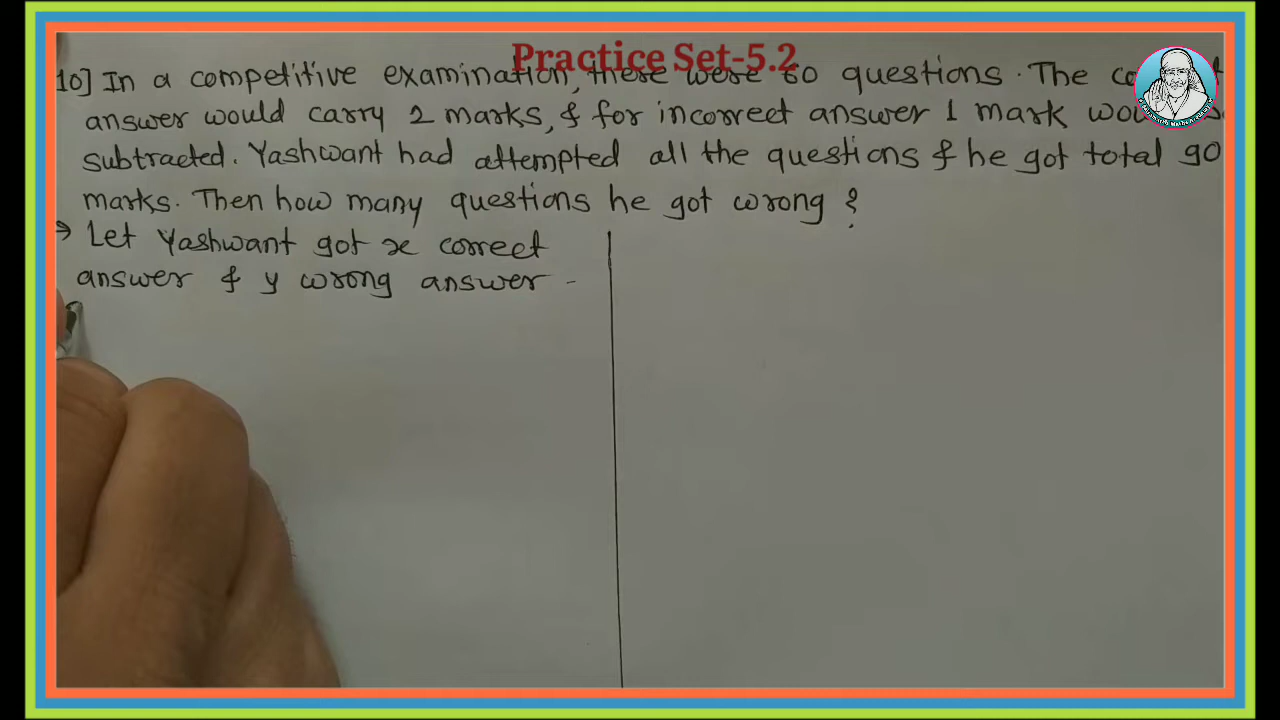 Practice Set-5.2
10] In a competitive examination, there were 60 questions. The
answer would carry 2 marks, & for incorrect answer 1 mark
subtracted. Yashwant had attempted all the questions & he got total 90
marks. Then how many questions he got wrong ?
→ Let Yashwant got x correct
answer & y wrong answer -